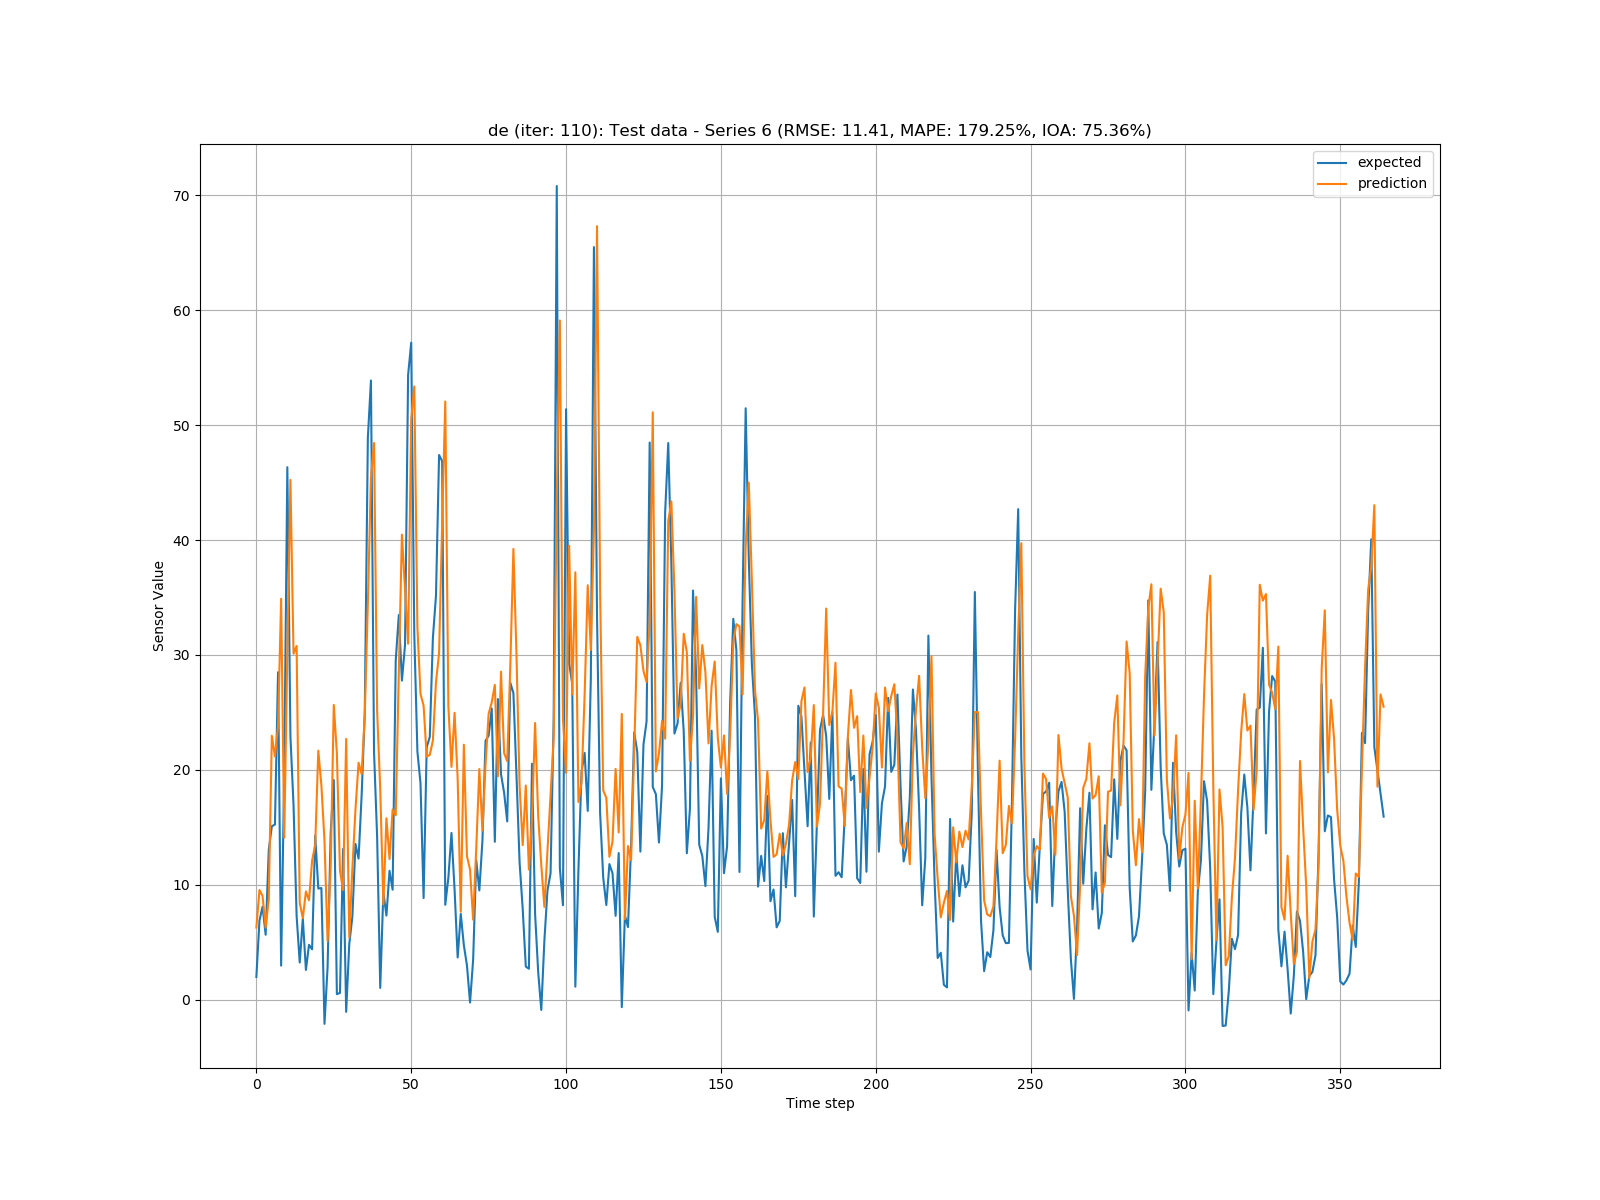 de (iter: 110): Test data - Series 6 (RMSE: 11.41, MAPE: 179.25%, IOA: 75.36%)
expected
prediction
70
60
50
40
30
20
10
0
Sensor Value
0 50 100 150 200 250 300 350
Time step